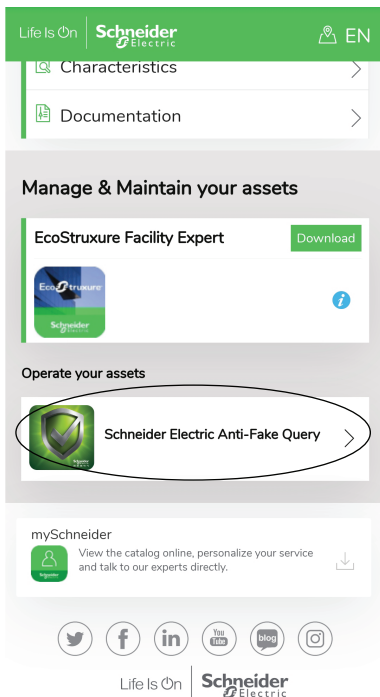 Life Is On | Schneider Electric EN
Characteristics
Documentation
Manage & Maintain your assets
EcoStruxure Facility Expert Download
EcoStruxure
i
Schneider
Electric
Operate your assets
Schneider Electric Anti-Fake Query
mySchneider
View the catalog online, personalize your service
and talk to our experts directly.
Schneider
f in You Tube blog
Life Is On | Schneider Electric